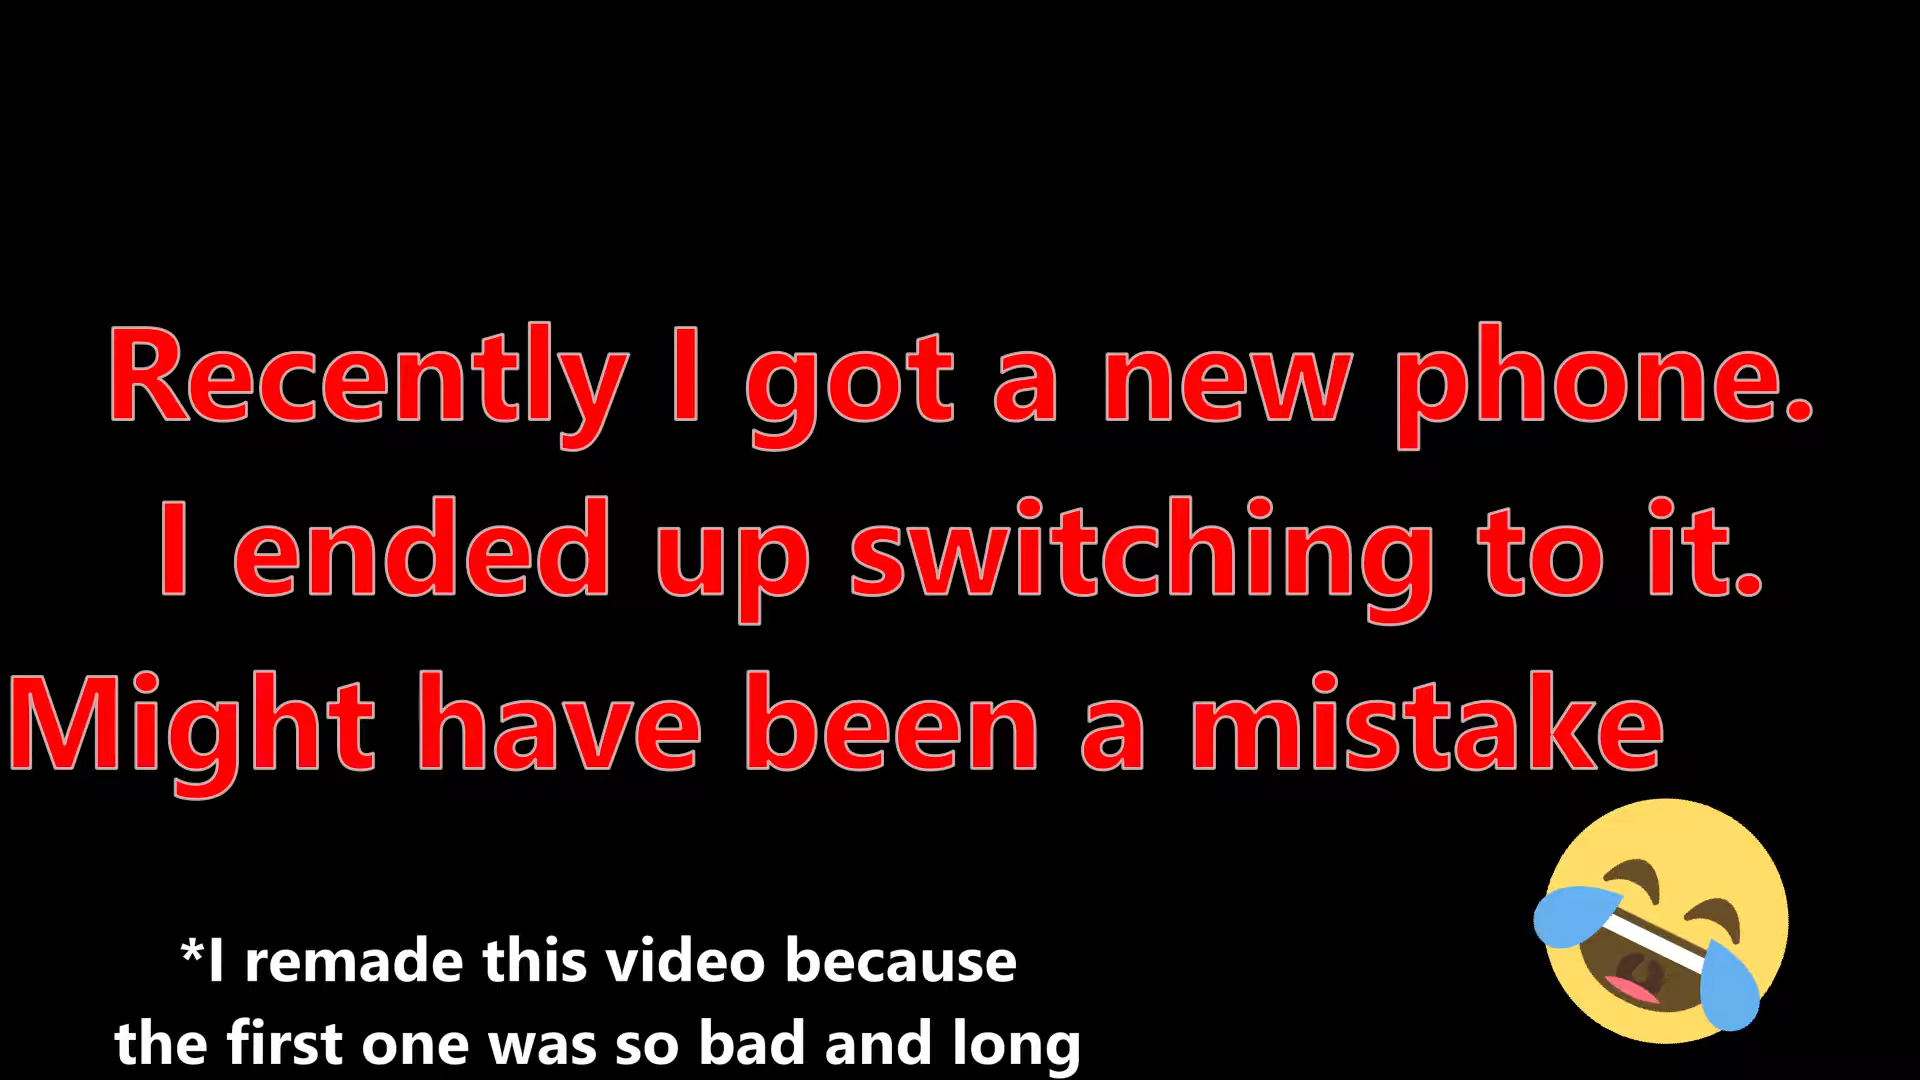 Recently I got a new phone.
I ended up switching to it.
Might have been a mistake
*I remade this video because
the first one was so bad and long